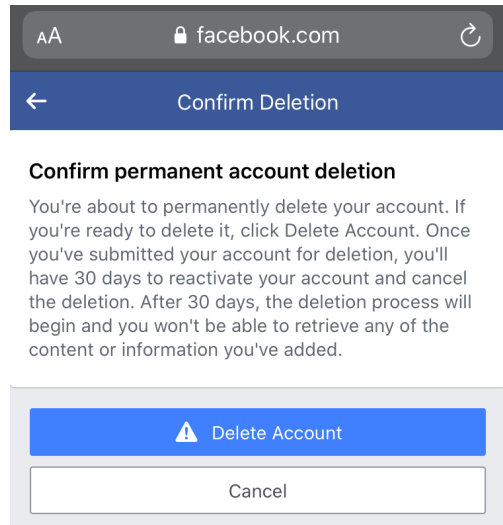 AA facebook.com
Confirm Deletion
Confirm permanent account deletion
You're about to permanently delete your account. If
you're ready to delete it, click Delete Account. Once
you've submitted your account for deletion, you'll
have 30 days to reactivate your account and cancel
the deletion. After 30 days, the deletion process will
begin and you won't be able to retrieve any of the
content or information you've added.
Delete Account
Cancel